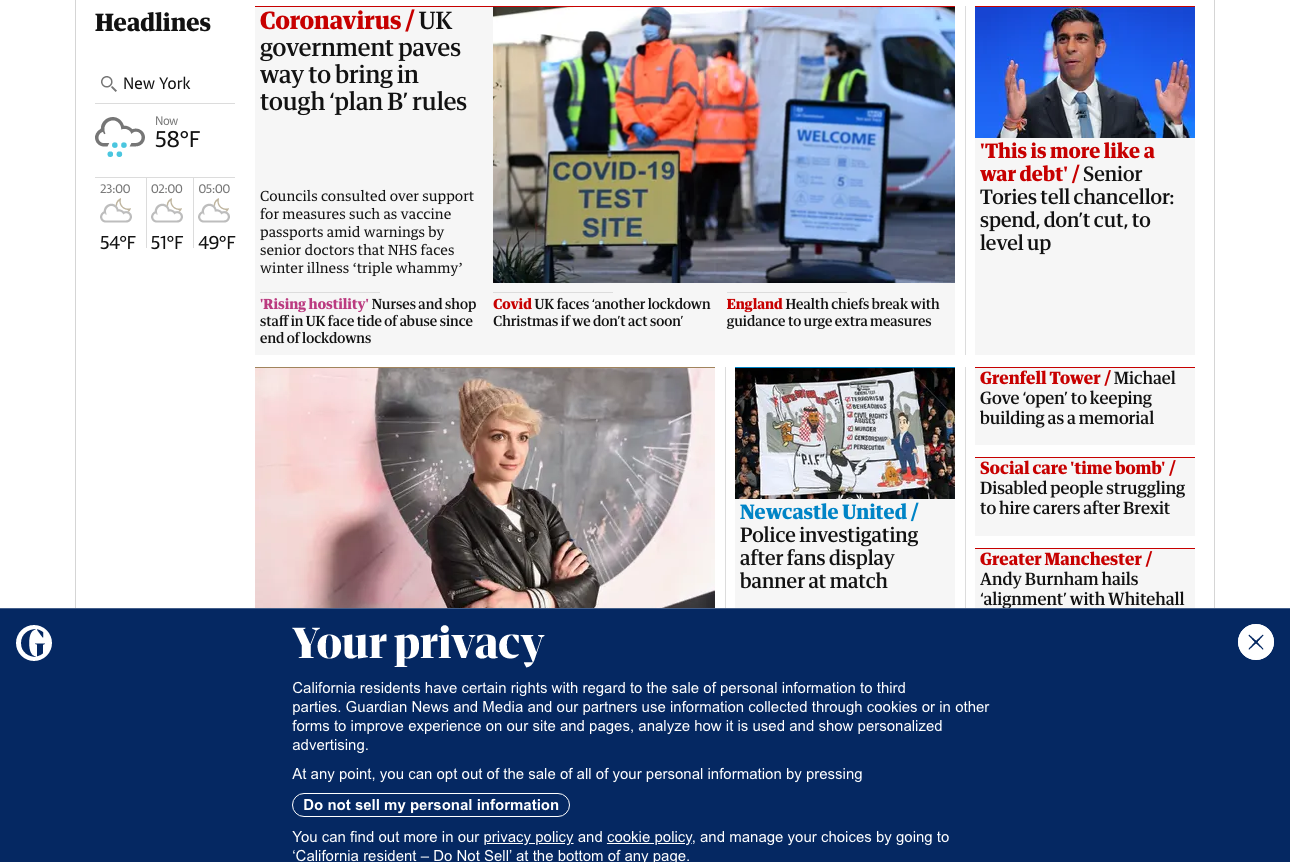 Headlines
New York
Now
58°F
23:00
02:00
05:00
54°F
51°F
49°F
Coronavirus / UK
government paves
way to bring in
tough ‘plan B’ rules
Councils consulted over support
for measures such as vaccine
passports amid warnings by
senior doctors that NHS faces
winter illness ‘triple whammy’
COVID-19
TEST
SITE
WELCOME
'Rising hostility' Nurses and shop
staff in UK face tide of abuse since
end of lockdowns
Covid UK faces ‘another lockdown
Christmas if we don’t act soon’
England Health chiefs break with
guidance to urge extra measures
'This is more like a
war debt' / Senior
Tories tell chancellor:
spend, don’t cut, to
level up
TERRORISM
BEHEADINGS
CIVIL RIGHTS
ABUSES
MURDER
CENSORSHIP
PERSECUTION
"P.I.F"
Newcastle United /
Police investigating
after fans display
banner at match
Grenfell Tower / Michael
Gove ‘open’ to keeping
building as a memorial
Social care 'time bomb' /
Disabled people struggling
to hire carers after Brexit
Greater Manchester /
Andy Burnham hails
‘alignment’ with Whitehall
Your privacy
California residents have certain rights with regard to the sale of personal information to third
parties. Guardian News and Media and our partners use information collected through cookies or in other
forms to improve experience on our site and pages, analyze how it is used and show personalized
advertising.
At any point, you can opt out of the sale of all of your personal information by pressing
Do not sell my personal information
You can find out more in our privacy policy and cookie policy, and manage your choices by going to
‘California resident – Do Not Sell’ at the bottom of any page.